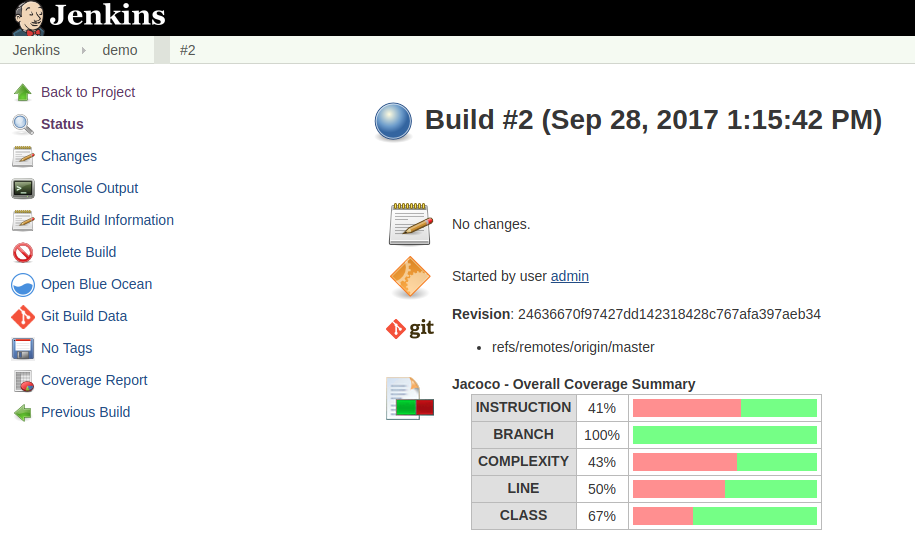 Jenkins
Jenkins demo #2
Back to Project
Status
Changes
Console Output
Edit Build Information
Delete Build
Open Blue Ocean
Git Build Data
No Tags
Coverage Report
Previous Build
Build #2 (Sep 28, 2017 1:15:42 PM)
No changes.
Started by user admin
git
Revision: 24636670f97427dd142318428c767afa397aeb34
• refs/remotes/origin/master
Jacoco - Overall Coverage Summary
INSTRUCTION 41%
BRANCH 100%
COMPLEXITY 43%
LINE 50%
CLASS 67%